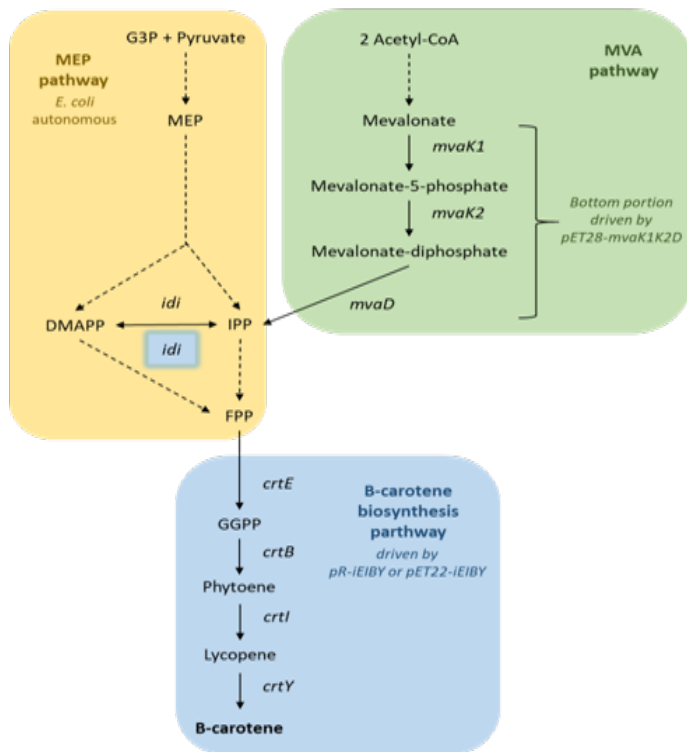 G3P + Pyruvate
MEP
pathway
E. coli
autonomous
MEP
idi
DMAPP
IPP
idi
FPP
2 Acetyl-CoA
MVA
pathway
Mevalonate
mvaK1
Mevalonate-5-phosphate
mvaK2
Mevalonate-diphosphate
mvaD
Bottom portion
driven by
pET28-mvaK1K2D
crtE
GGPP
crtB
Phytoene
crtI
Lycopene
crtY
B-carotene
B-carotene
biosynthesis
parthway
driven by
pR-iEIBY or pET22-iEIBY